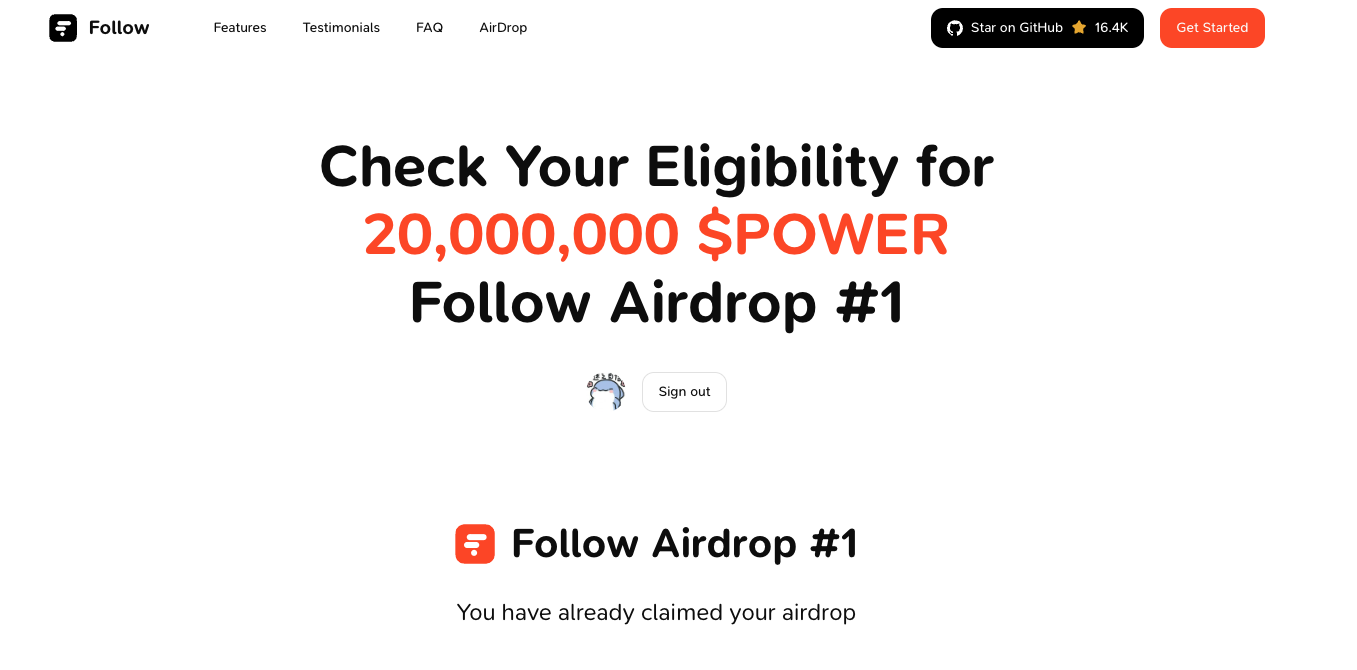 Follow
Features
Testimonials
FAQ
AirDrop
Star on GitHub 16.4K
Get Started
Check Your Eligibility for
20,000,000 $POWER
Follow Airdrop #1
Sign out
Follow Airdrop #1
You have already claimed your airdrop